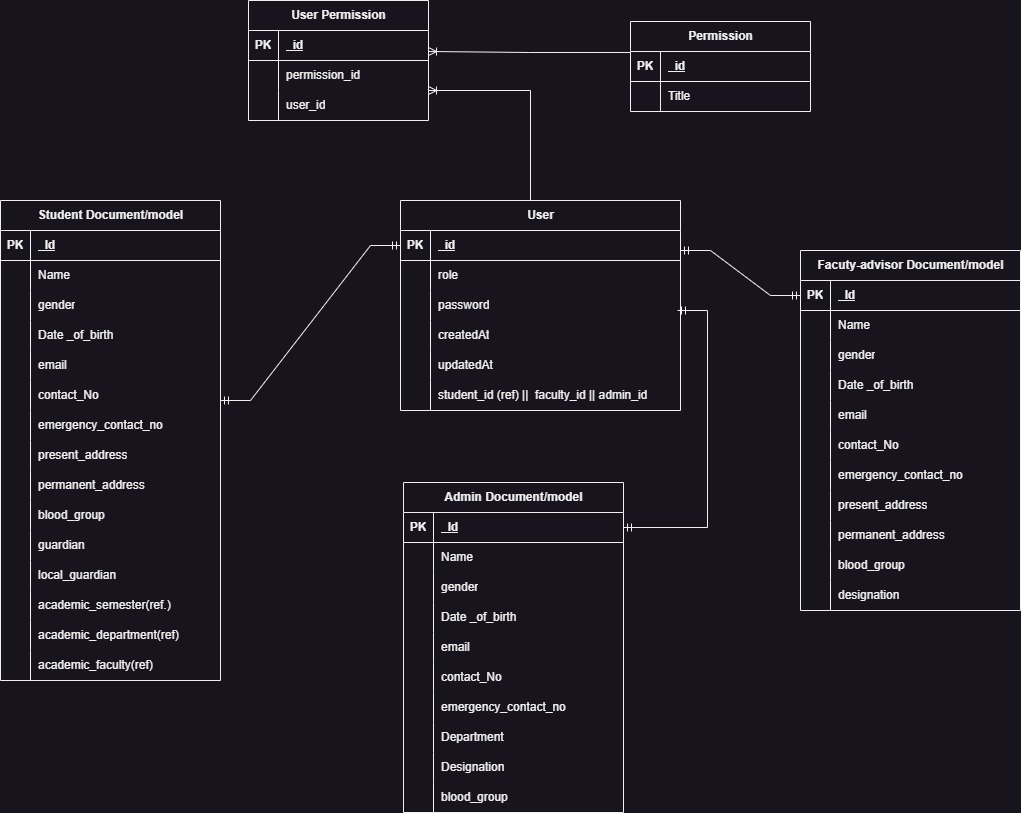 User Permission
PK _id
permission_id
user_id
Permission
PK _id
Title
Student Document/model
PK _Id
Name
gender
Date _of_birth
email
contact_No
emergency_contact_no
present_address
permanent_address
blood_group
guardian
local_guardian
academic_semester(ref.)
academic_department(ref)
academic_faculty(ref)
User
PK _id
role
password
createdAt
updatedAt
student_id (ref) || faculty_id || admin_id
Facuty-advisor Document/model
PK _Id
Name
gender
Date _of_birth
email
contact_No
emergency_contact_no
present_address
permanent_address
blood_group
designation
Admin Document/model
PK _Id
Name
gender
Date _of_birth
email
contact_No
emergency_contact_no
Department
Designation
blood_group